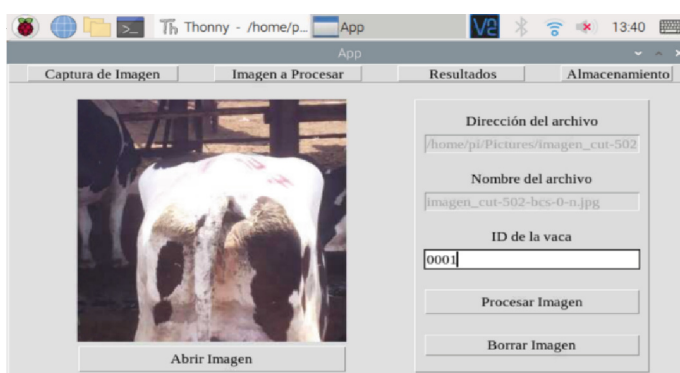 Thonny - /home/p...
App
13:40
App
Captura de Imagen
Imagen a Procesar
Resultados
Almacenamiento
Dirección del archivo
/home/pi/Pictures/imagen_cut-502
Nombre del archivo
imagen_cut-502-bcs-0-n.jpg
ID de la vaca
0001
Procesar Imagen
Borrar Imagen
Abrir Imagen